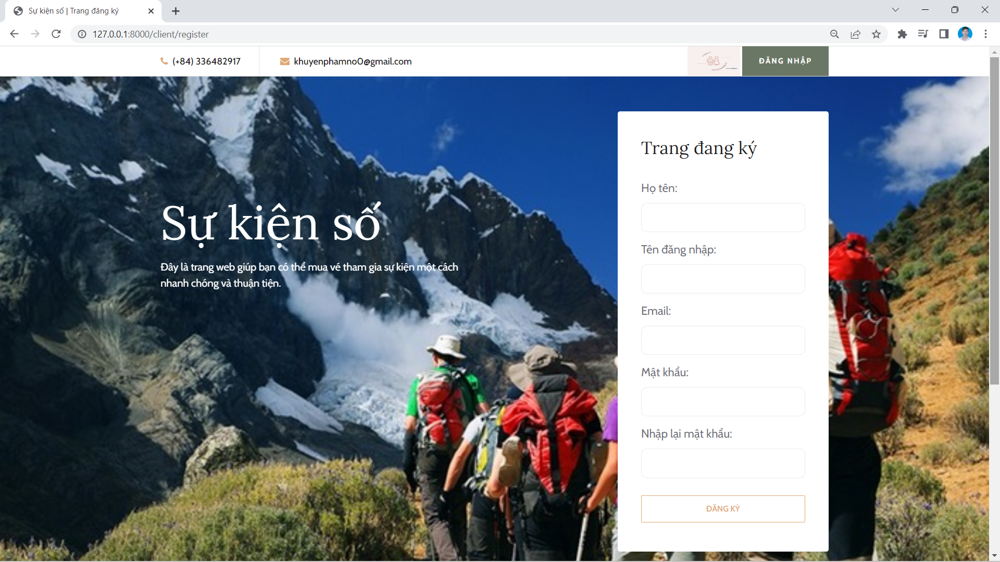 Sự kiện số | Trang đăng ký
127.0.0.1:8000/client/register
(+84) 336482917
khuyenphamno0@gmail.com
ĐĂNG NHẬP
Sự kiện số
Đây là trang web giúp bạn có thể mua vé tham gia sự kiện một cách
nhanh chóng và thuận tiện.
Trang đang ký
Họ tên:
Tên đăng nhập:
Email:
Mật khẩu:
Nhập lại mật khẩu:
ĐĂNG KÝ